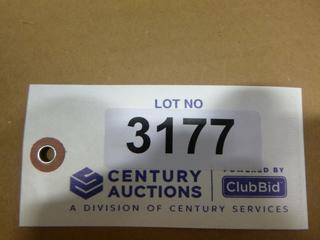 LOT NO
3177
CENTURY
AUCTIONS
POWERED BY
ClubBid
A DIVISION OF CENTURY SERVICES